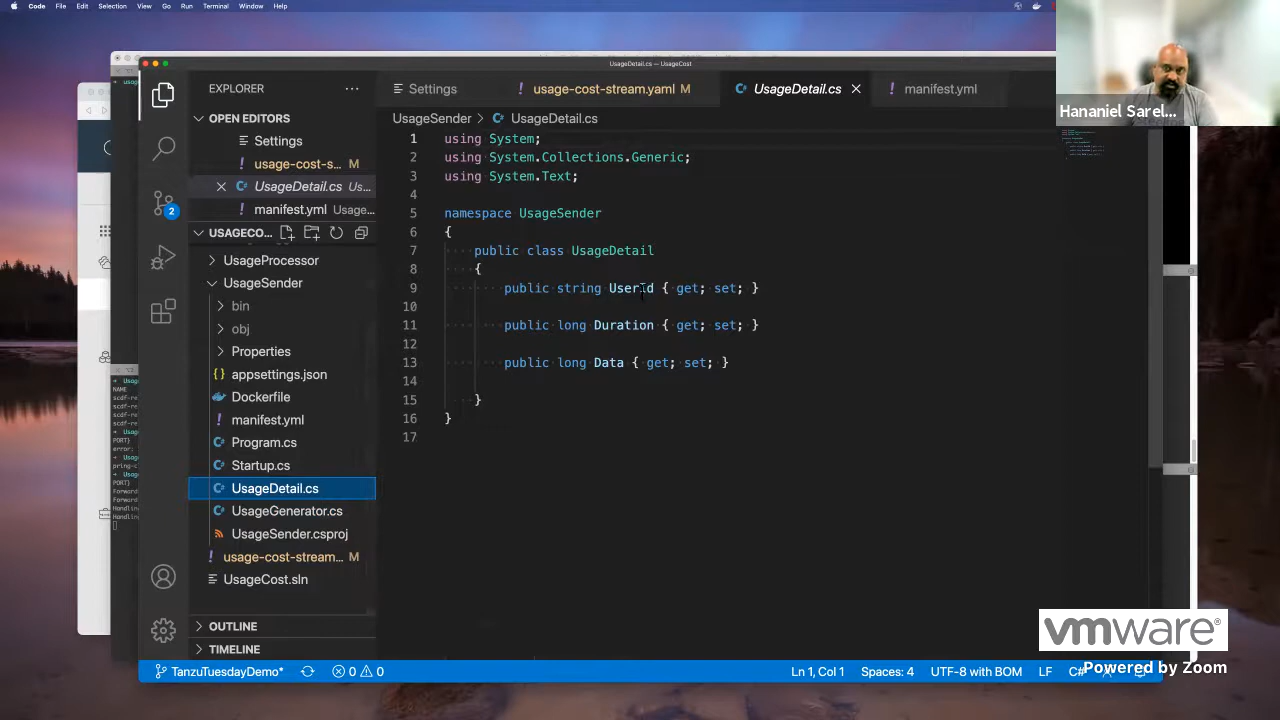 Code File Edit Selection View Go Run Terminal Window Help
UsageDetail.cs — UsageCost
Hananiel Sarel...
EXPLORER
Settings
usage-cost-stream.yaml M
UsageDetail.cs
manifest.yml
OPEN EDITORS
Settings
usage-cost-s... M
UsageDetail.cs Us...
manifest.yml Usage...
USAGECO...
UsageProcessor
UsageSender
bin
obj
Properties
appsettings.json
Dockerfile
manifest.yml
Program.cs
Startup.cs
UsageDetail.cs
UsageGenerator.cs
UsageSender.csproj
usage-cost-stream... M
UsageCost.sln
OUTLINE
TIMELINE
2
UsageSender > UsageDetail.cs
1 using System;
2 using System.Collections.Generic;
3 using System.Text;
4
5 namespace UsageSender
6 {
7 public class UsageDetail
8 {
9 public string UserId { get; set; }
10
11 public long Duration { get; set; }
12
13 public long Data { get; set; }
14
15 }
16 }
17
TanzuTuesdayDemo* 0 0
Ln 1, Col 1 Spaces: 4 UTF-8 with BOM LF C#
vmware®
Powered by Zoom